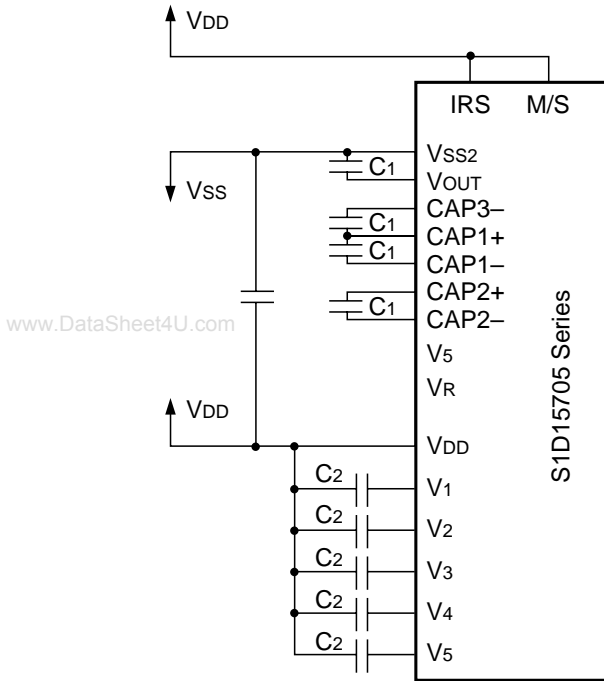 VDD
IRS M/S
VSS2
C1
VOUT
VSS
CAP3–
C1
CAP1+
C1
CAP1–
CAP2+
C1
CAP2–
www.DataSheet4U.com
V5
VR
VDD
VDD
C2
V1
C2
V2
C2
V3
C2
V4
C2
V5
S1D15705 Series